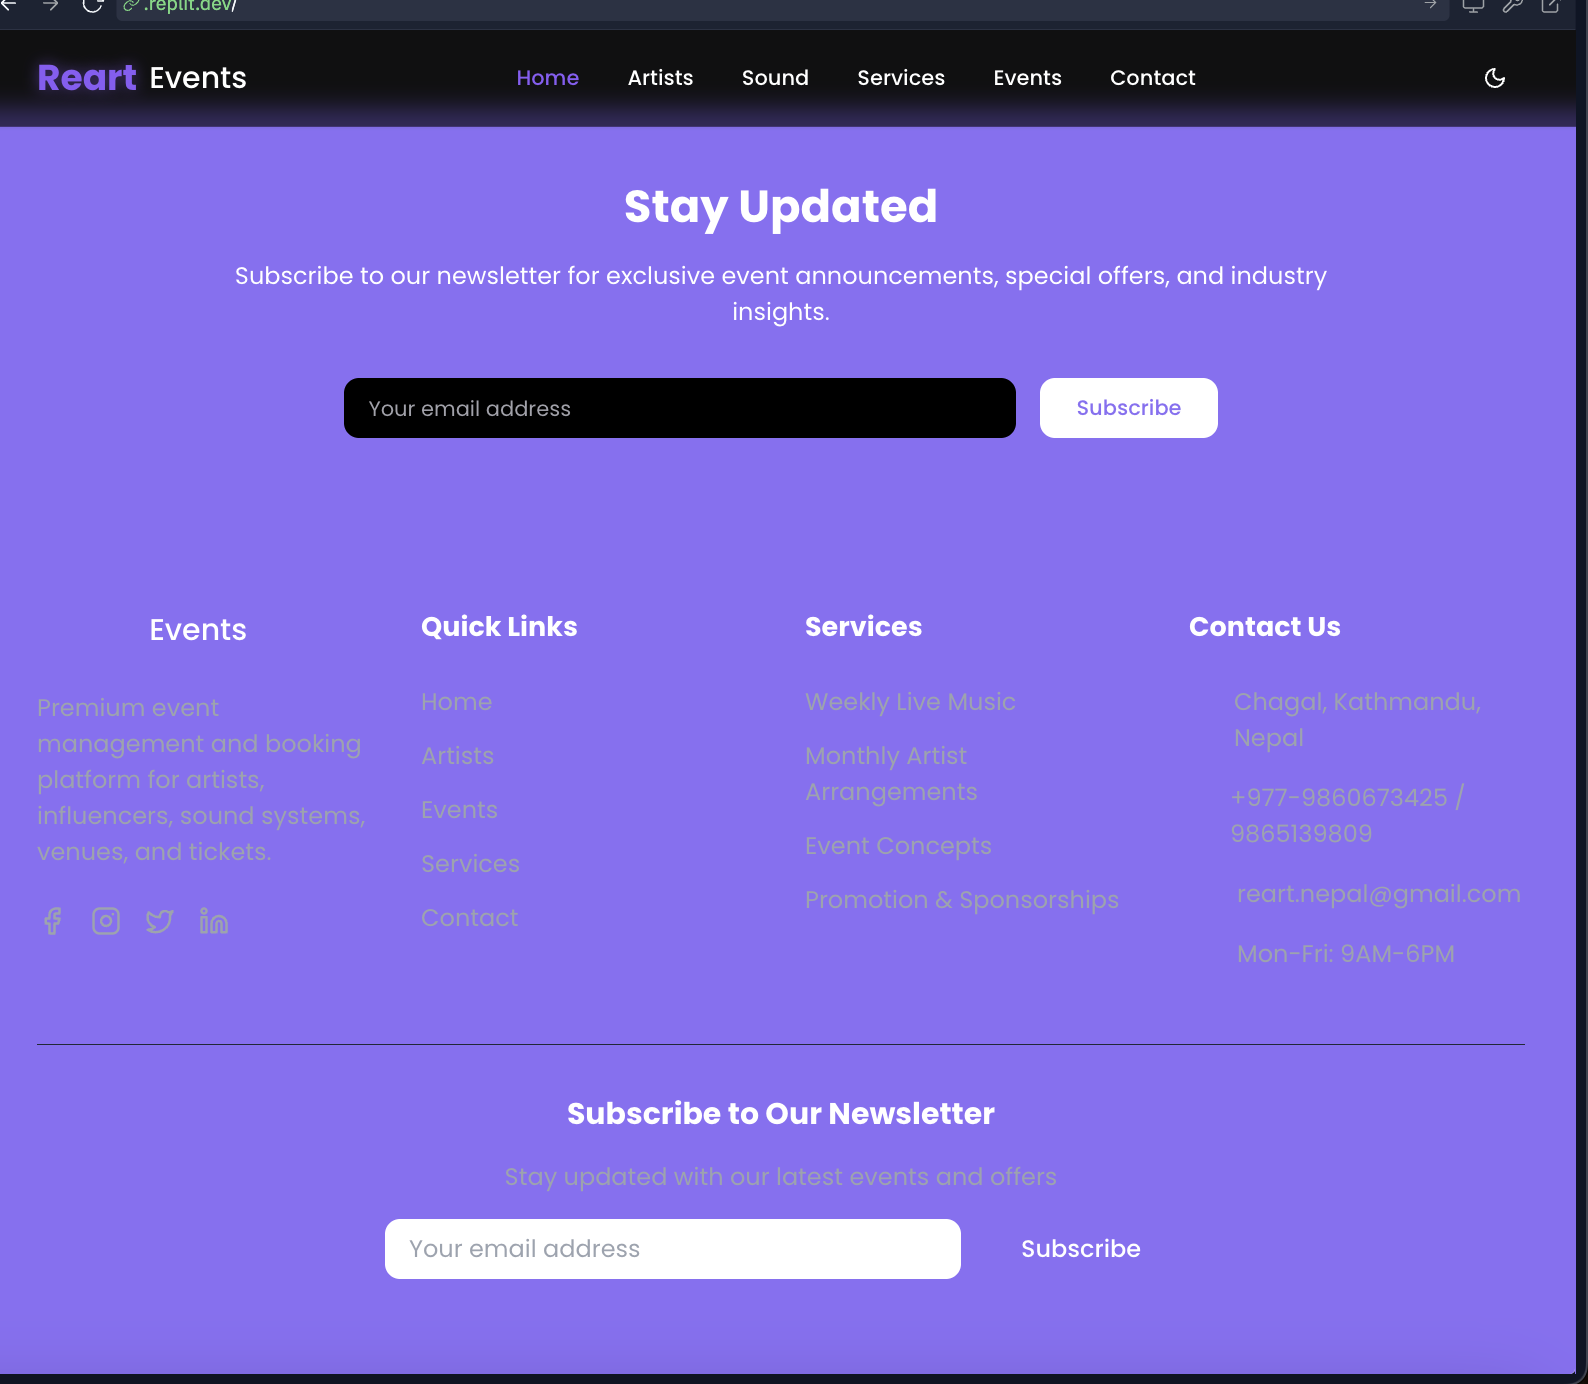 .replit.dev/
Reart Events
Home
Artists
Sound
Services
Events
Contact
Stay Updated
Subscribe to our newsletter for exclusive event announcements, special offers, and industry
insights.
Your email address
Subscribe
Events
Premium event
management and booking
platform for artists,
influencers, sound systems,
venues, and tickets.
Quick Links
Home
Artists
Events
Services
Contact
Services
Weekly Live Music
Monthly Artist
Arrangements
Event Concepts
Promotion & Sponsorships
Contact Us
Chagal, Kathmandu,
Nepal
+977-9860673425 /
9865139809
reart.nepal@gmail.com
Mon-Fri: 9AM-6PM
Subscribe to Our Newsletter
Stay updated with our latest events and offers
Your email address
Subscribe